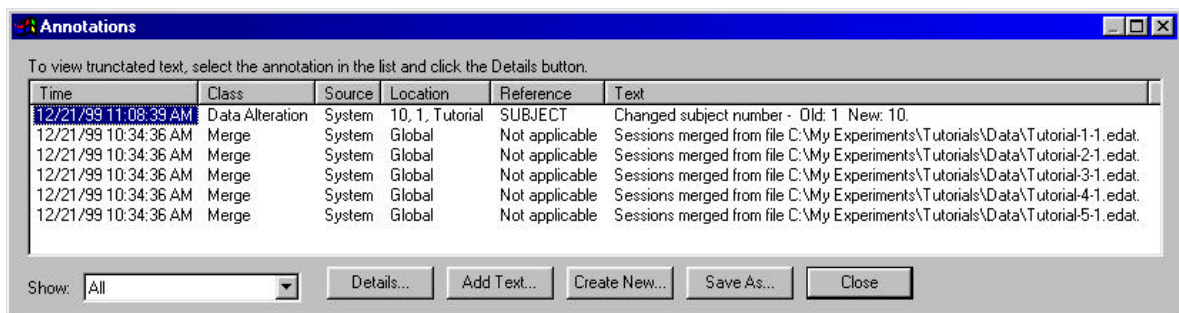 Annotations
To view trunctated text, select the annotation in the list and click the Details button.
Time Class Source Location Reference Text
12/21/99 11:08:39 AM Data Alteration System 10, 1, Tutorial SUBJECT Changed subject number - Old: 1 New: 10.
12/21/99 10:34:36 AM Merge System Global Not applicable Sessions merged from file C:\My Experiments\Tutorials\Data\Tutorial-1-1.edat.
12/21/99 10:34:36 AM Merge System Global Not applicable Sessions merged from file C:\My Experiments\Tutorials\Data\Tutorial-2-1.edat.
12/21/99 10:34:36 AM Merge System Global Not applicable Sessions merged from file C:\My Experiments\Tutorials\Data\Tutorial-3-1.edat.
12/21/99 10:34:36 AM Merge System Global Not applicable Sessions merged from file C:\My Experiments\Tutorials\Data\Tutorial-4-1.edat.
12/21/99 10:34:36 AM Merge System Global Not applicable Sessions merged from file C:\My Experiments\Tutorials\Data\Tutorial-5-1.edat.
Show: All Details... Add Text... Create New... Save As... Close